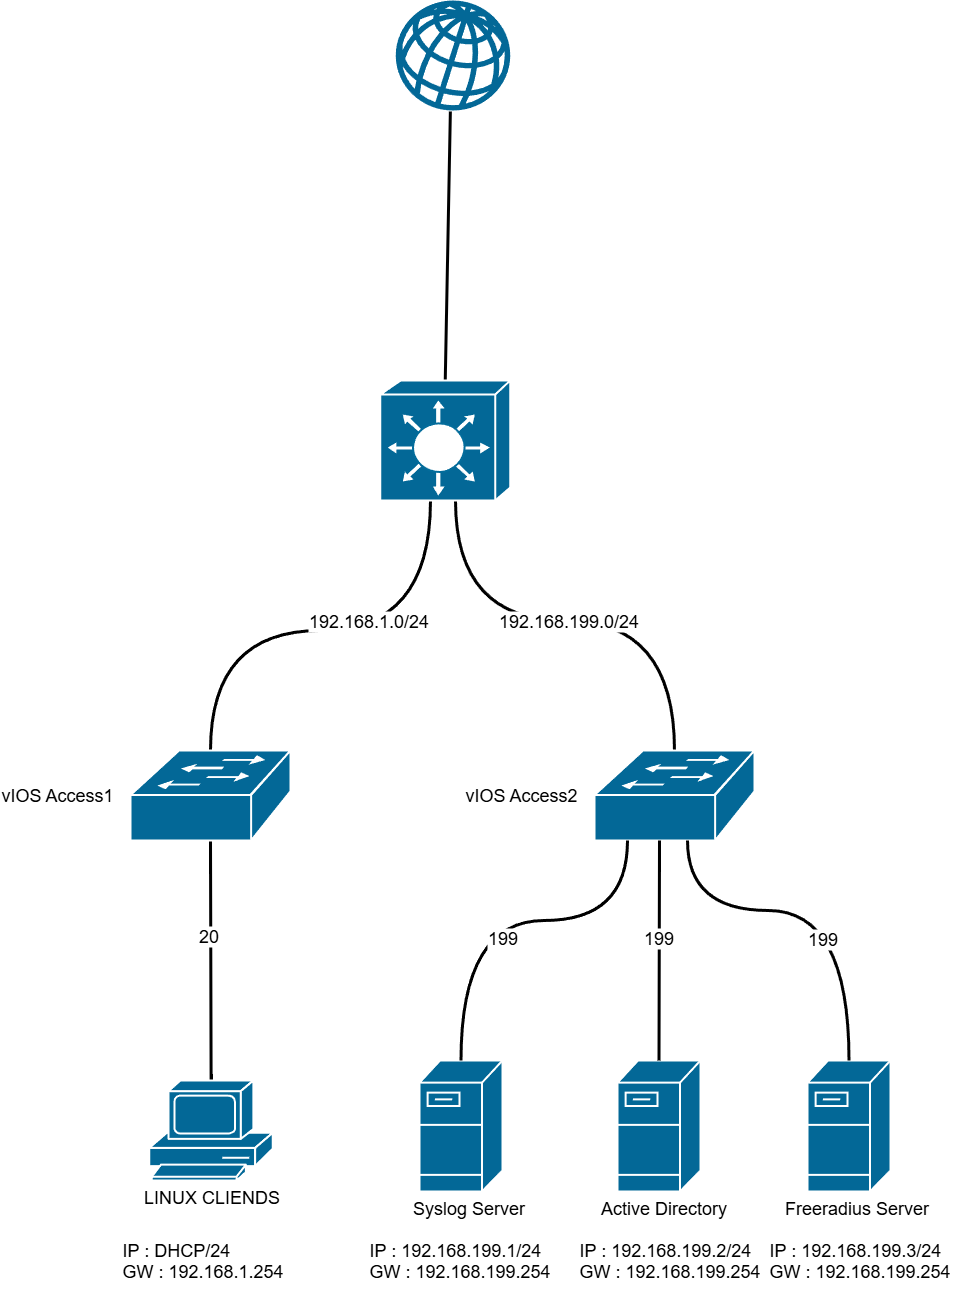 192.168.1.0/24
192.168.199.0/24
vIOS Access1
vIOS Access2
20
199
199
199
LINUX CLIENDS
Syslog Server
Active Directory
Freeradius Server
IP : DHCP/24
GW : 192.168.1.254
IP : 192.168.199.1/24
GW : 192.168.199.254
IP : 192.168.199.2/24
GW : 192.168.199.254
IP : 192.168.199.3/24
GW : 192.168.199.254